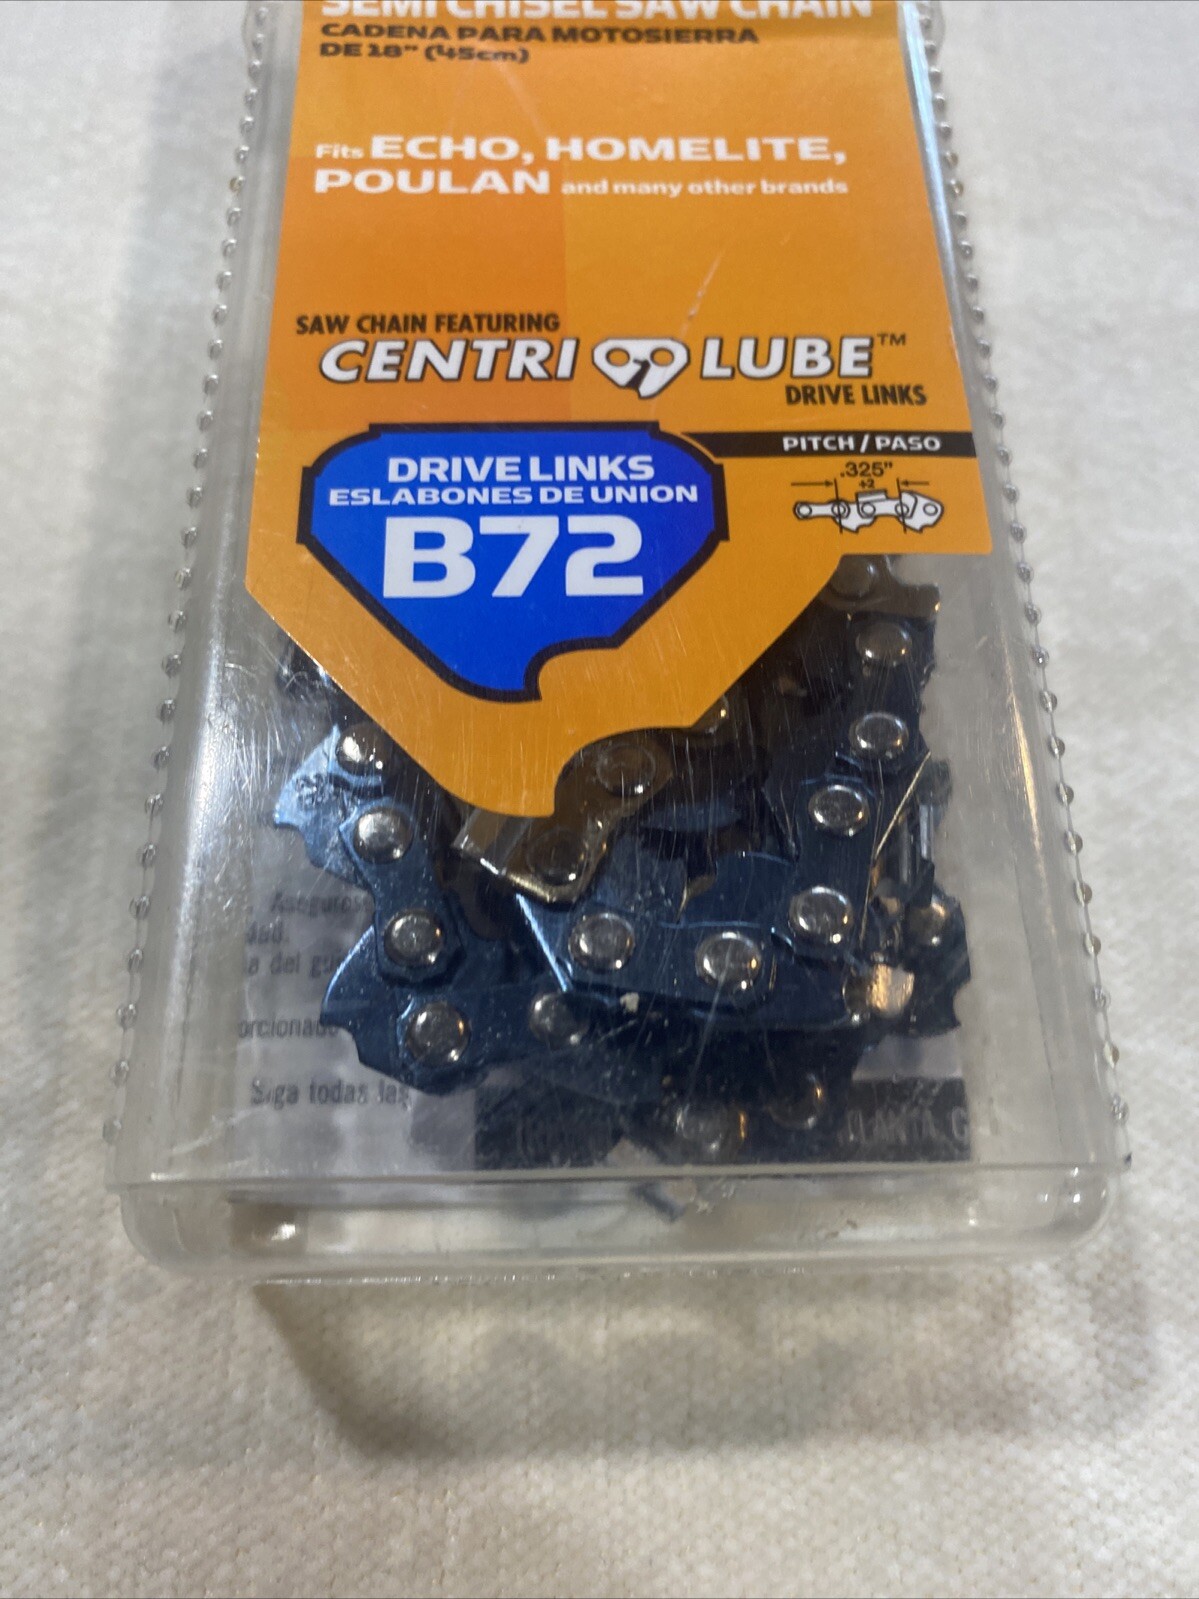 SEMI CHISEL SAW CHAIN
CADENA PARA MOTOSIERRA
DE 18" (45cm)
Fits ECHO, HOMELITE,
POULAN and many other brands
SAW CHAIN FEATURING
CENTRI LUBE™
DRIVE LINKS
PITCH / PASO
.325"
÷2
DRIVE LINKS
ESLABONES DE UNION
B72
Siga todas las